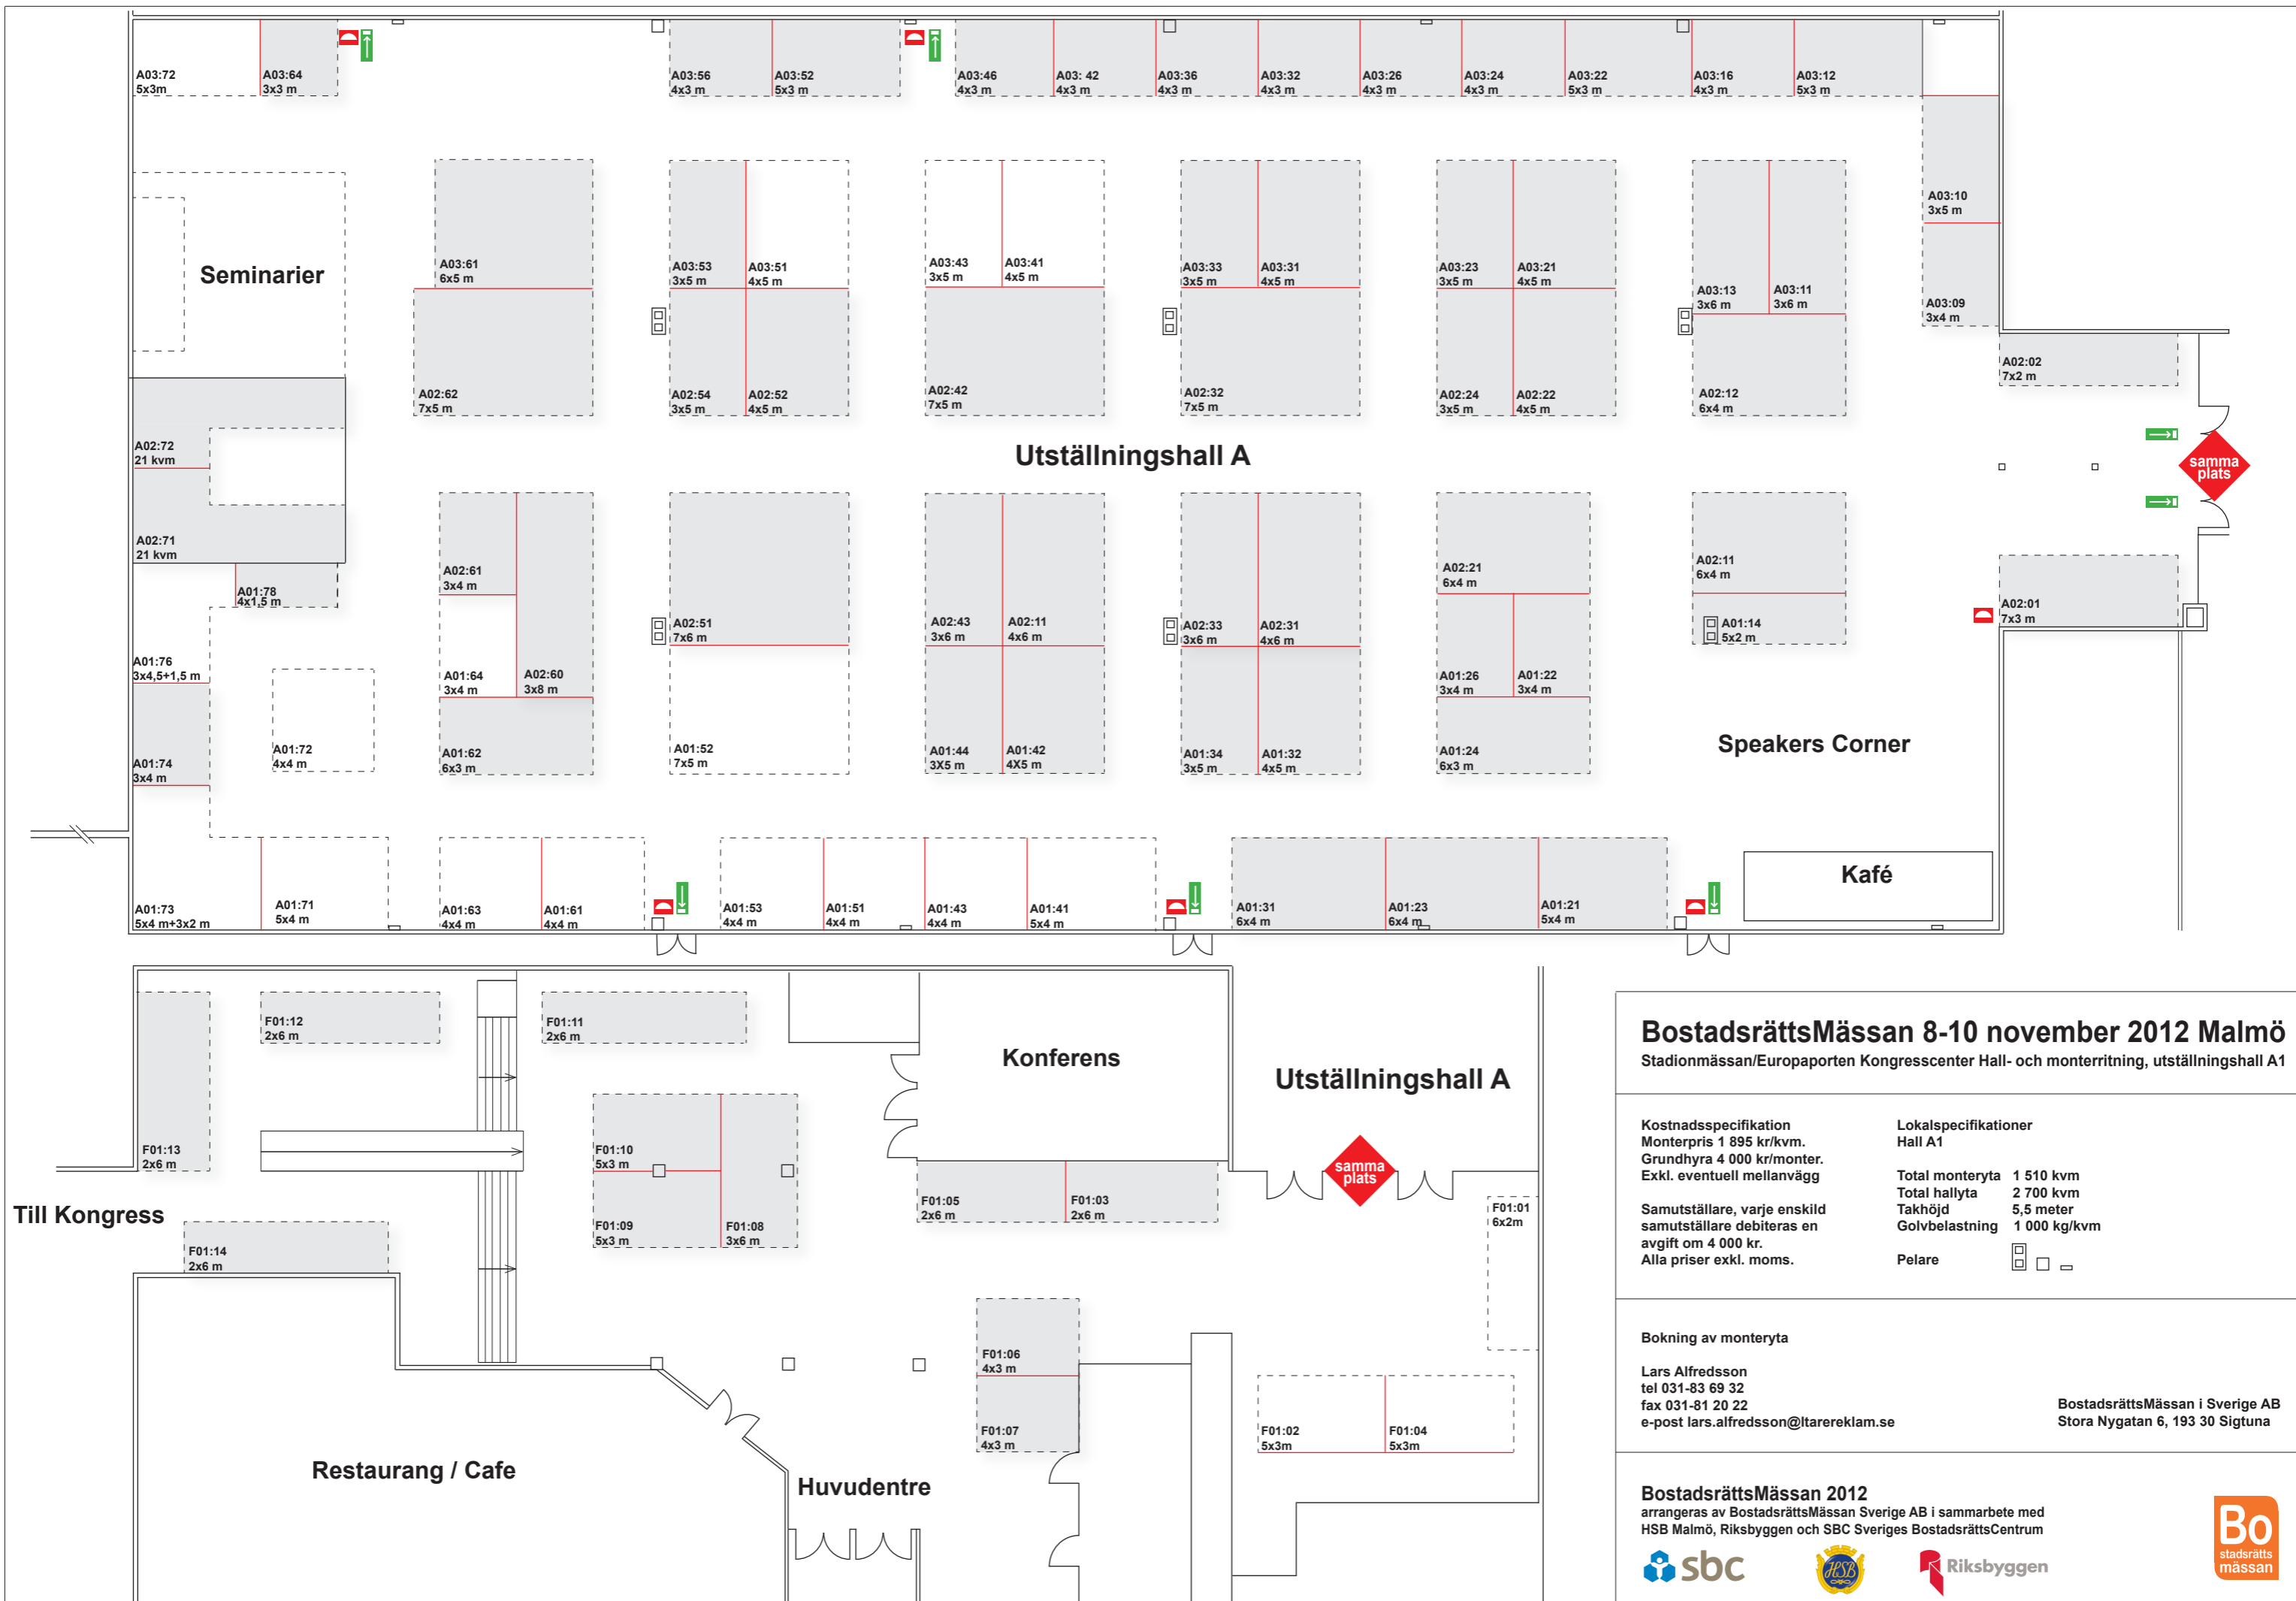 A03:72
5x3m
A03:64
3x3 m
A03:56
4x3 m
A03:52
5x3 m
A03:46
4x3 m
A03: 42
4x3 m
A03:36
4x3 m
A03:32
4x3 m
A03:26
4x3 m
A03:24
4x3 m
A03:22
5x3 m
A03:16
4x3 m
A03:12
5x3 m
A03:10
3x5 m
A03:09
3x4 m
Seminarier
A03:61
6x5 m
A03:53
3x5 m
A03:51
4x5 m
A03:43
3x5 m
A03:41
4x5 m
A03:33
3x5 m
A03:31
4x5 m
A03:23
3x5 m
A03:21
4x5 m
A03:13
3x6 m
A03:11
3x6 m
A02:62
7x5 m
A02:54
3x5 m
A02:52
4x5 m
A02:42
7x5 m
A02:32
7x5 m
A02:24
3x5 m
A02:22
4x5 m
A02:12
6x4 m
A02:02
7x2 m
A02:72
21 kvm
Utställningshall A
samma
plats
A02:71
21 kvm
A01:78
4x1,5 m
A02:61
3x4 m
A02:51
7x6 m
A02:43
3x6 m
A02:11
4x6 m
A02:33
3x6 m
A02:31
4x6 m
A02:21
6x4 m
A02:11
6x4 m
A01:14
5x2 m
A02:01
7x3 m
A01:76
3x4,5+1,5 m
A01:64
3x4 m
A02:60
3x8 m
A01:26
3x4 m
A01:22
3x4 m
A01:74
3x4 m
A01:72
4x4 m
A01:62
6x3 m
A01:52
7x5 m
A01:44
3X5 m
A01:42
4X5 m
A01:34
3x5 m
A01:32
4x5 m
A01:24
6x3 m
Speakers Corner
A01:73
5x4 m+3x2 m
A01:71
5x4 m
A01:63
4x4 m
A01:61
4x4 m
A01:53
4x4 m
A01:51
4x4 m
A01:43
4x4 m
A01:41
5x4 m
A01:31
6x4 m
A01:23
6x4 m
A01:21
5x4 m
Kafé
F01:12
2x6 m
F01:11
2x6 m
Konferens
Utställningshall A
F01:13
2x6 m
F01:10
5x3 m
samma
plats
Till Kongress
F01:09
5x3 m
F01:08
3x6 m
F01:05
2x6 m
F01:03
2x6 m
F01:01
6x2m
F01:14
2x6 m
F01:06
4x3 m
F01:07
4x3 m
F01:02
5x3m
F01:04
5x3m
Restaurang / Cafe
Huvudentre
BostadsrättsMässan 8-10 november 2012 Malmö
Stadionmässan/Europaporten Kongresscenter Hall- och monterritning, utställningshall A1
Kostnadsspecifikation
Monterpris 1 895 kr/kvm.
Grundhyra 4 000 kr/monter.
Exkl. eventuell mellanvägg
Samutställare, varje enskild
samutställare debiteras en
avgift om 4 000 kr.
Alla priser exkl. moms.
Lokalspecifikationer
Hall A1
Total monteryta 1 510 kvm
Total hallyta 2 700 kvm
Takhöjd 5,5 meter
Golvbelastning 1 000 kg/kvm
Pelare
Bokning av monteryta
Lars Alfredsson
tel 031-83 69 32
fax 031-81 20 22
e-post lars.alfredsson@ltarereklam.se
BostadsrättsMässan i Sverige AB
Stora Nygatan 6, 193 30 Sigtuna
BostadsrättsMässan 2012
arrangeras av BostadsrättsMässan Sverige AB i sammarbete med
HSB Malmö, Riksbyggen och SBC Sveriges BostadsrättsCentrum
sbc
HSB
Riksbyggen
Bo
stadsrätts
mässan